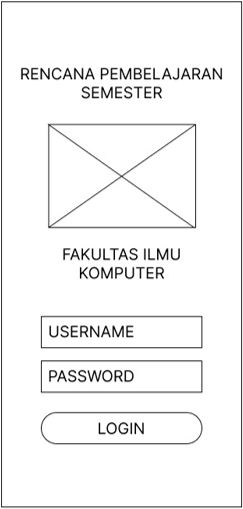 RENCANA PEMBELAJARAN
SEMESTER
FAKULTAS ILMU
KOMPUTER
USERNAME
PASSWORD
LOGIN